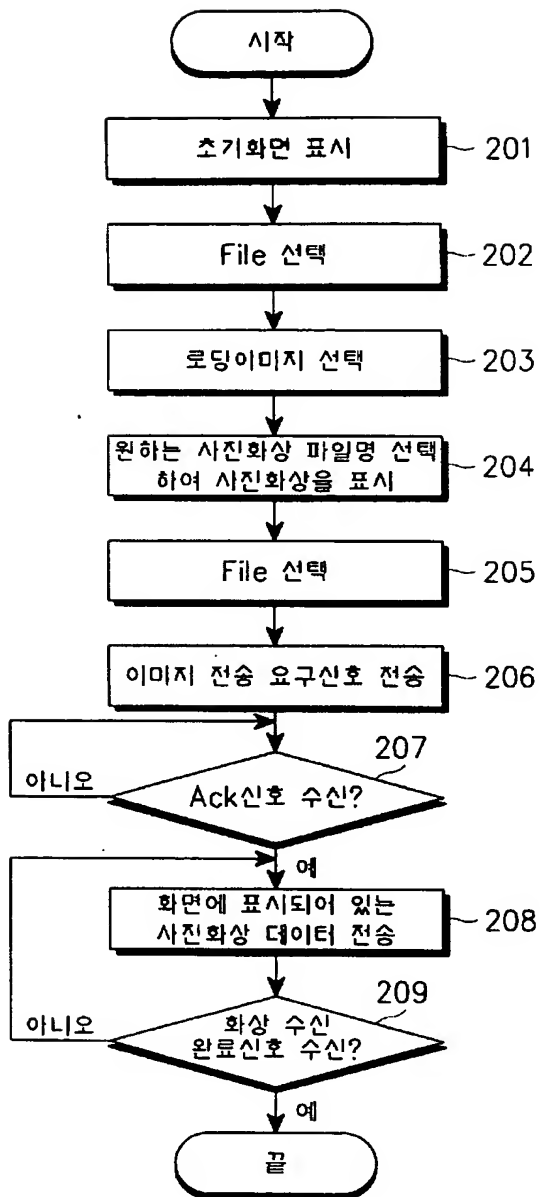 시작
초기화면 표시
201
File 선택
202
로딩이미지 선택
203
원하는 사진화상 파일명 선택
하여 사진화상을 표시
204
File 선택
205
이미지 전송 요구신호 전송
206
207
아니오
Ack신호 수신?
예
화면에 표시되어 있는
사진화상 데이터 전송
208
209
아니오
화상 수신
완료신호 수신?
예
끝